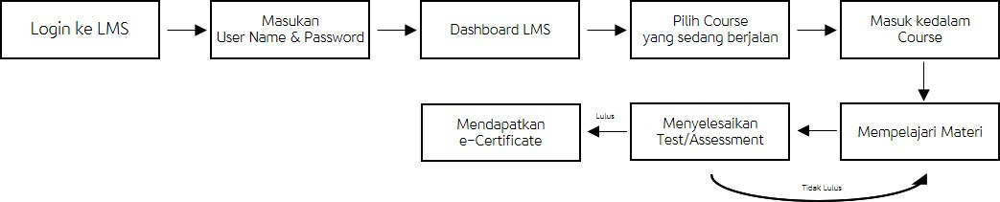 Login ke LMS
Masukan
User Name & Password
Dashboard LMS
Pilih Course
yang sedang berjalan
Masuk kedalam
Course
Mempelajari Materi
Menyelesaikan
Test/Assessment
Lulus
Mendapatkan
e-Certificate
Tidak Lulus